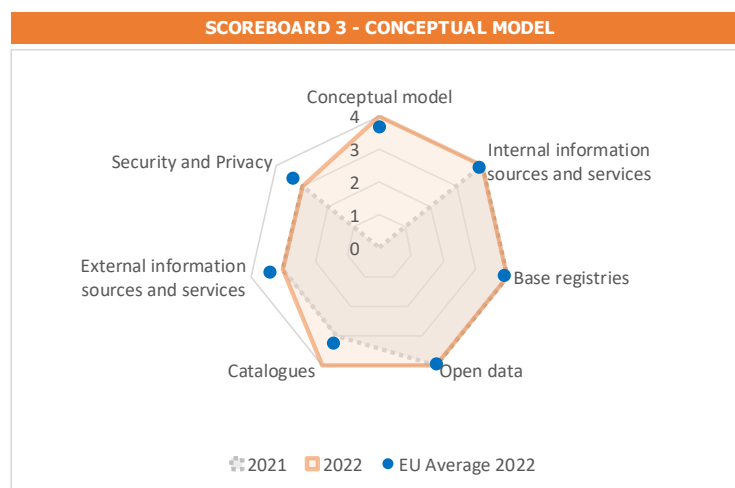 SCOREBOARD 3 - CONCEPTUAL MODEL
Conceptual model
4
3
2
1
0
Internal information
sources and services
Base registries
Open data
Catalogues
External information
sources and services
Security and Privacy
2021
2022
EU Average 2022